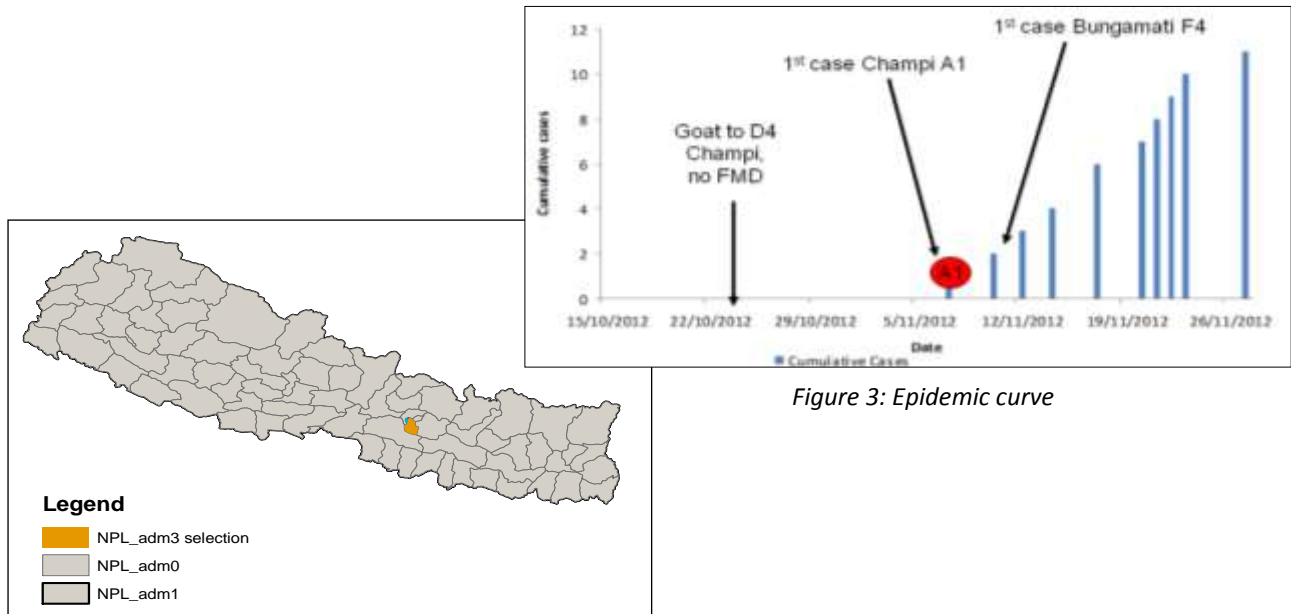 12
10
8
6
4
2
0
Cumulative cases
Goat to D4
Champi,
no FMD
1st case Champi A1
1st case Bungamati F4
A1
15/10/2012 22/10/2012 29/10/2012 5/11/2012 12/11/2012 19/11/2012 26/11/2012
Date
Cumulative Cases
Figure 3: Epidemic curve
Legend
NPL_adm3 selection
NPL_adm0
NPL_adm1